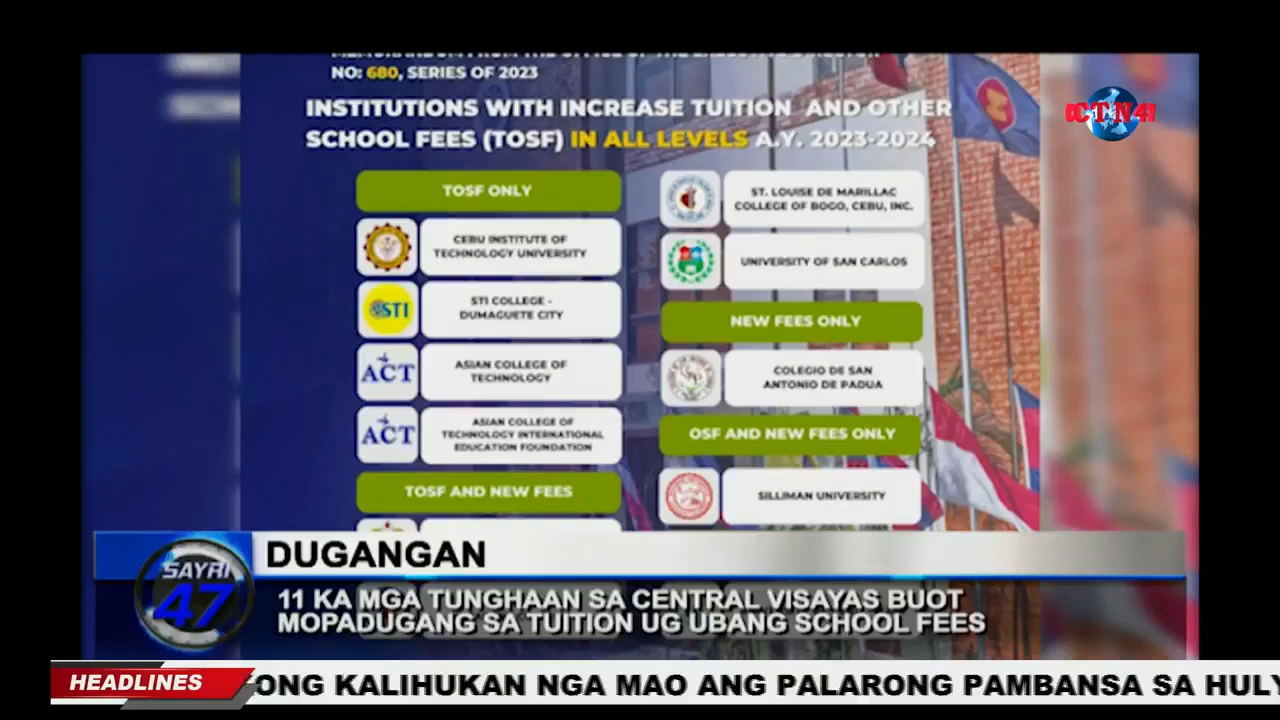 NO: 680, SERIES OF 2023
INSTITUTIONS WITH INCREASE TUITION AND OTHER
SCHOOL FEES (TOSF) IN ALL LEVELS A.Y. 2023-2024
TOSF ONLY
CEBU INSTITUTE OF
TECHNOLOGY UNIVERSITY
STI
STI COLLEGE -
DUMAGUETE CITY
ACT
ASIAN COLLEGE OF
TECHNOLOGY
ACT
ASIAN COLLEGE OF
TECHNOLOGY INTERNATIONAL
EDUCATION FOUNDATION
TOSF AND NEW FEES
ST. LOUISE DE MARILLAC
COLLEGE OF BOGO, CEBU, INC.
UNIVERSITY OF SAN CARLOS
NEW FEES ONLY
COLEGIO DE SAN
ANTONIO DE PADUA
OSF AND NEW FEES ONLY
SILLIMAN UNIVERSITY
SAYRI
47
DUGANGAN
11 KA MGA TUNGHAAN SA CENTRAL VISAYAS BUOT
MOPADUGANG SA TUITION UG UBANG SCHOOL FEES
HEADLINES
ONG KALIHUKAN NGA MAO ANG PALARONG PAMBANSA SA HULY